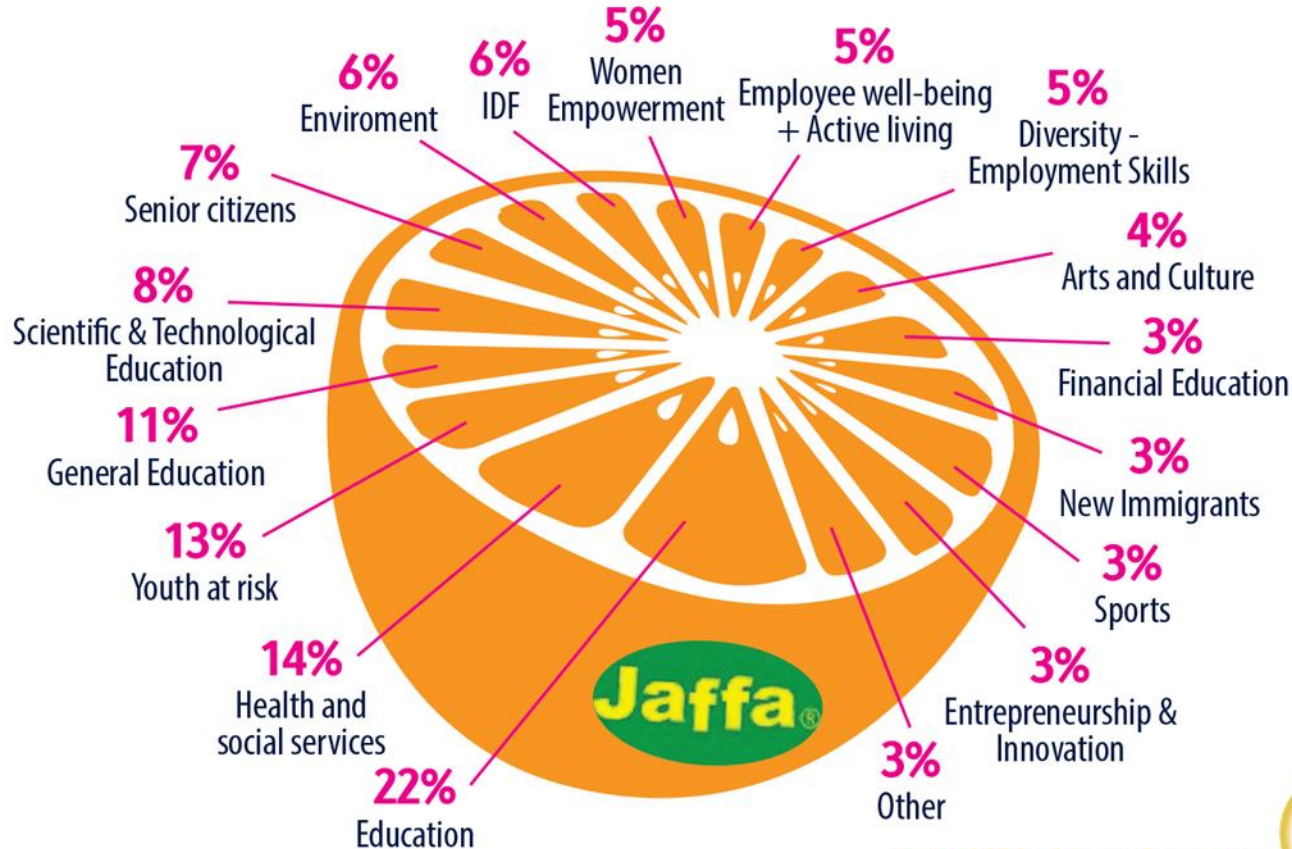 5%
Women
Empowerment
5%
Employee well-being
+ Active living
5%
Diversity -
Employment Skills
4%
Arts and Culture
3%
Financial Education
3%
New Immigrants
3%
Sports
3%
Entrepreneurship &
Innovation
3%
Other
22%
Education
14%
Health and
social services
13%
Youth at risk
11%
General Education
8%
Scientific & Technological
Education
7%
Senior citizens
6%
Enviroment
6%
IDF
Jaffa®